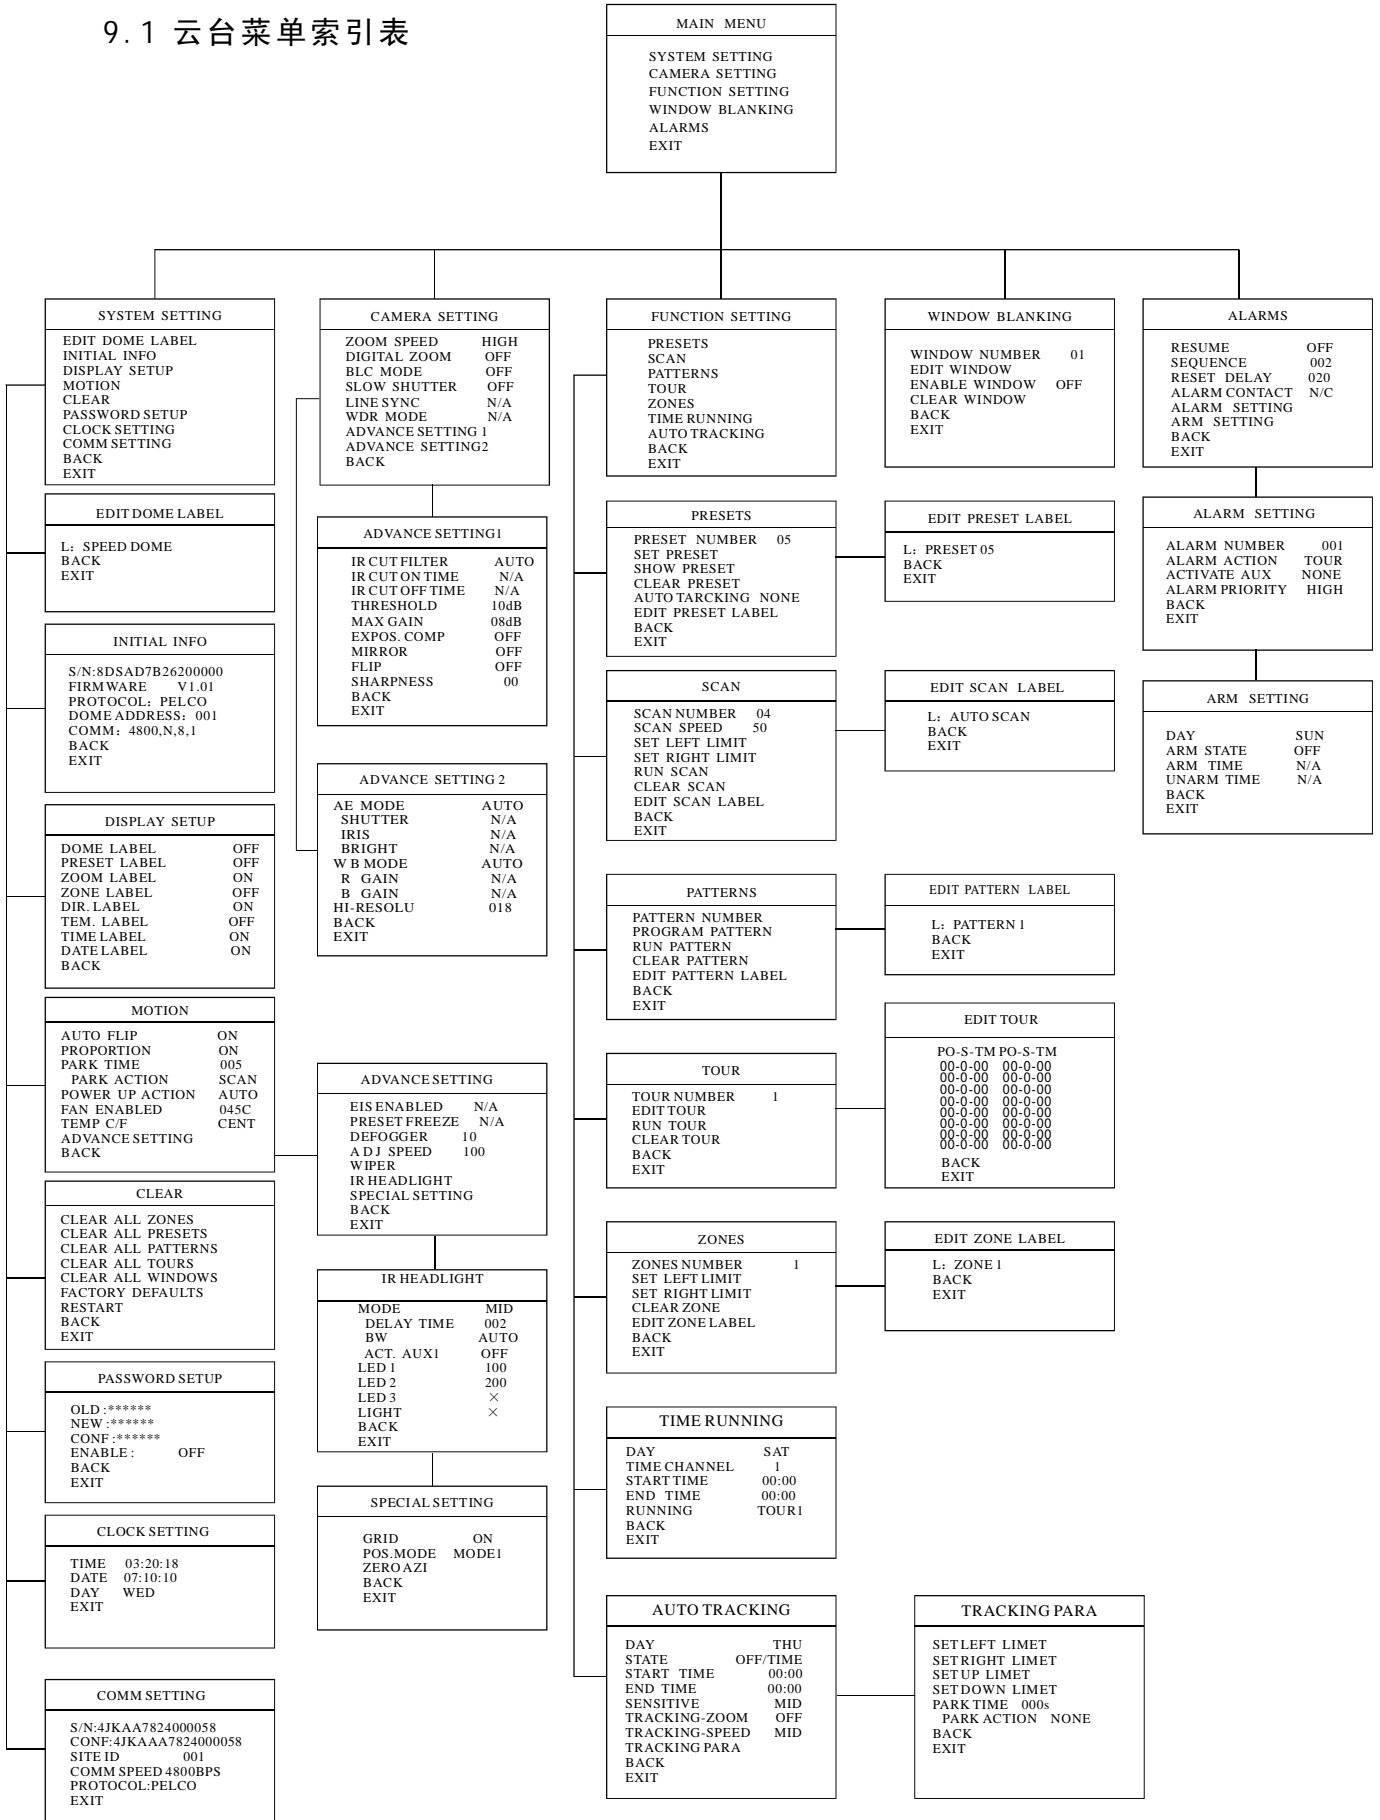 9.1 云台菜单索引表
MAIN MENU
SYSTEM SETTING
CAMERA SETTING
FUNCTION SETTING
WINDOW BLANKING
ALARMS
EXIT
SYSTEM SETTING
EDIT DOME LABEL
INITIAL INFO
DISPLAY SETUP
MOTION
CLEAR
PASSWORD SETUP
CLOCK SETTING
COMM SETTING
BACK
EXIT
EDIT DOME LABEL
L: SPEED DOME
BACK
EXIT
INITIAL INFO
S/N:8DSAD7B26200000
FIRMWARE V1.01
PROTOCOL: PELCO
DOME ADDRESS: 001
COMM: 4800,N,8,1
BACK
EXIT
DISPLAY SETUP
DOME LABEL OFF
PRESET LABEL OFF
ZOOM LABEL ON
ZONE LABEL OFF
DIR. LABEL ON
TEM. LABEL OFF
TIME LABEL ON
DATE LABEL ON
BACK
MOTION
AUTO FLIP ON
PROPORTION ON
PARK TIME 005
PARK ACTION SCAN
POWER UP ACTION AUTO
FAN ENABLED 045C
TEMP C/F CENT
ADVANCE SETTING
BACK
CLEAR
CLEAR ALL ZONES
CLEAR ALL PRESETS
CLEAR ALL PATTERNS
CLEAR ALL TOURS
CLEAR ALL WINDOWS
FACTORY DEFAULTS
RESTART
BACK
EXIT
PASSWORD SETUP
OLD :******
NEW :******
CONF :******
ENABLE : OFF
BACK
EXIT
CLOCK SETTING
TIME 03:20:18
DATE 07:10:10
DAY WED
EXIT
COMM SETTING
S/N:4JKAA7824000058
CONF:4JKAAA7824000058
SITE ID 001
COMM SPEED 4800BPS
PROTOCOL:PELCO
EXIT
CAMERA SETTING
ZOOM SPEED HIGH
DIGITAL ZOOM OFF
BLC MODE OFF
SLOW SHUTTER OFF
LINE SYNC N/A
WDR MODE N/A
ADVANCE SETTING 1
ADVANCE SETTING2
BACK
ADVANCE SETTING1
IR CUT FILTER AUTO
IR CUT ON TIME N/A
IR CUT OFF TIME N/A
THRESHOLD 10dB
MAX GAIN 08dB
EXPOS. COMP OFF
MIRROR OFF
FLIP OFF
SHARPNESS 00
BACK
EXIT
ADVANCE SETTING 2
AE MODE AUTO
SHUTTER N/A
IRIS N/A
BRIGHT N/A
W B MODE AUTO
R GAIN N/A
B GAIN N/A
HI-RESOLU 018
BACK
EXIT
ADVANCE SETTING
EIS ENABLED N/A
PRESET FREEZE N/A
DEFOGGER 10
A D J SPEED 100
WIPER
IR HEADLIGHT
SPECIAL SETTING
BACK
EXIT
IR HEADLIGHT
MODE MID
DELAY TIME 002
BW AUTO
ACT. AUX1 OFF
LED 1 100
LED 2 200
LED 3 ×
LIGHT ×
BACK
EXIT
SPECIAL SETTING
GRID ON
POS.MODE MODE1
ZERO AZI
BACK
EXIT
FUNCTION SETTING
PRESETS
SCAN
PATTERNS
TOUR
ZONES
TIME RUNNING
AUTO TRACKING
BACK
EXIT
PRESETS
PRESET NUMBER 05
SET PRESET
SHOW PRESET
CLEAR PRESET
AUTO TARCKING NONE
EDIT PRESET LABEL
BACK
EXIT
EDIT PRESET LABEL
L: PRESET 05
BACK
EXIT
SCAN
SCAN NUMBER 04
SCAN SPEED 50
SET LEFT LIMIT
SET RIGHT LIMIT
RUN SCAN
CLEAR SCAN
EDIT SCAN LABEL
BACK
EXIT
EDIT SCAN LABEL
L: AUTO SCAN
BACK
EXIT
PATTERNS
PATTERN NUMBER
PROGRAM PATTERN
RUN PATTERN
CLEAR PATTERN
EDIT PATTERN LABEL
BACK
EXIT
EDIT PATTERN LABEL
L: PATTERN 1
BACK
EXIT
TOUR
TOUR NUMBER 1
EDIT TOUR
RUN TOUR
CLEAR TOUR
BACK
EXIT
EDIT TOUR
PO-S-TM PO-S-TM
00-0-00 00-0-00
00-0-00 00-0-00
00-0-00 00-0-00
00-0-00 00-0-00
00-0-00 00-0-00
00-0-00 00-0-00
00-0-00 00-0-00
00-0-00 00-0-00
BACK
EXIT
ZONES
ZONES NUMBER 1
SET LEFT LIMIT
SET RIGHT LIMIT
CLEAR ZONE
EDIT ZONE LABEL
BACK
EXIT
EDIT ZONE LABEL
L: ZONE 1
BACK
EXIT
TIME RUNNING
DAY SAT
TIME CHANNEL 1
START TIME 00:00
END TIME 00:00
RUNNING TOUR1
BACK
EXIT
AUTO TRACKING
DAY THU
STATE OFF/TIME
START TIME 00:00
END TIME 00:00
SENSITIVE MID
TRACKING-ZOOM OFF
TRACKING-SPEED MID
TRACKING PARA
BACK
EXIT
TRACKING PARA
SET LEFT LIMET
SET RIGHT LIMET
SET UP LIMET
SET DOWN LIMET
PARK TIME 000s
PARK ACTION NONE
BACK
EXIT
WINDOW BLANKING
WINDOW NUMBER 01
EDIT WINDOW
ENABLE WINDOW OFF
CLEAR WINDOW
BACK
EXIT
ALARMS
RESUME OFF
SEQUENCE 002
RESET DELAY 020
ALARM CONTACT N/C
ALARM SETTING
ARM SETTING
BACK
EXIT
ALARM SETTING
ALARM NUMBER 001
ALARM ACTION TOUR
ACTIVATE AUX NONE
ALARM PRIORITY HIGH
BACK
EXIT
ARM SETTING
DAY SUN
ARM STATE OFF
ARM TIME N/A
UNARM TIME N/A
BACK
EXIT